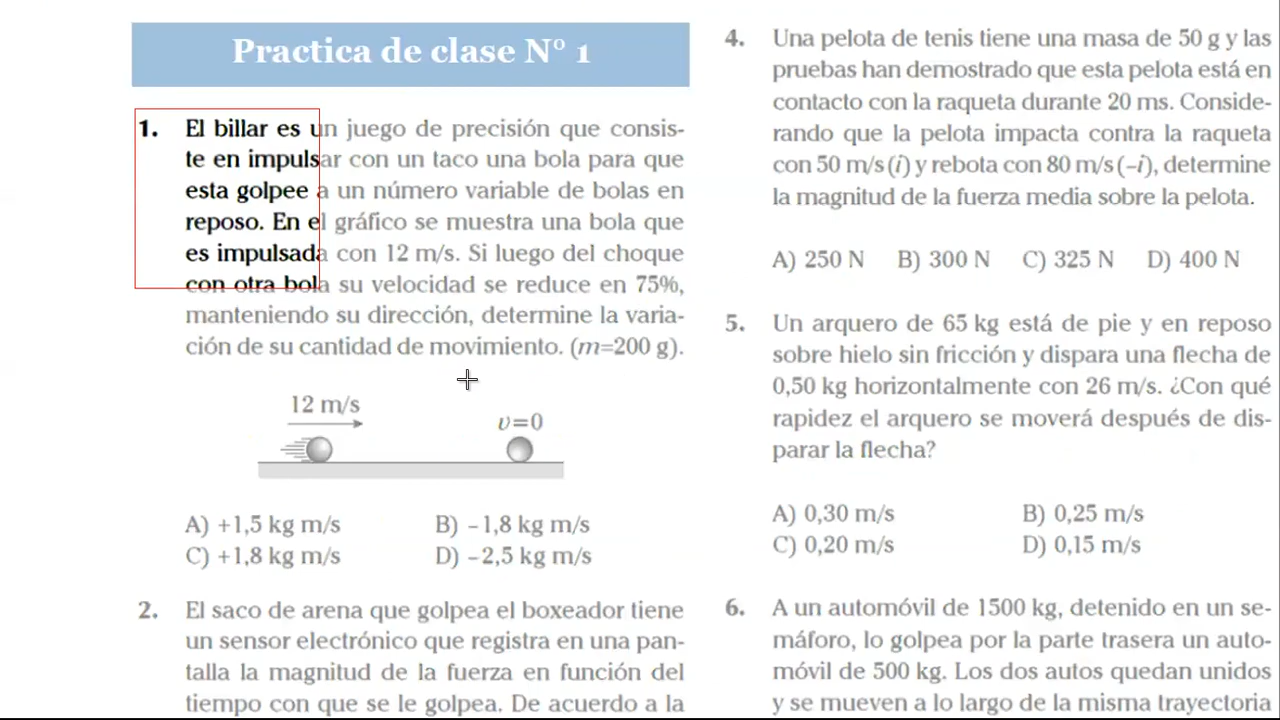 Practica de clase N° 1
1. El billar es un juego de precisión que consis-
te en impulsar con un taco una bola para que
esta golpee a un número variable de bolas en
reposo. En el gráfico se muestra una bola que
es impulsada con 12 m/s. Si luego del choque
con otra bola su velocidad se reduce en 75%,
manteniendo su dirección, determine la varia-
ción de su cantidad de movimiento. (m=200 g).
12 m/s
v=0
A) +1,5 kg m/s B) –1,8 kg m/s
C) +1,8 kg m/s D) –2,5 kg m/s
2. El saco de arena que golpea el boxeador tiene
un sensor electrónico que registra en una pan-
talla la magnitud de la fuerza en función del
tiempo con que se le golpea. De acuerdo a la
4. Una pelota de tenis tiene una masa de 50 g y las
pruebas han demostrado que esta pelota está en
contacto con la raqueta durante 20 ms. Conside-
rando que la pelota impacta contra la raqueta
con 50 m/s (i) y rebota con 80 m/s (–i), determine
la magnitud de la fuerza media sobre la pelota.
A) 250 N B) 300 N C) 325 N D) 400 N
5. Un arquero de 65 kg está de pie y en reposo
sobre hielo sin fricción y dispara una flecha de
0,50 kg horizontalmente con 26 m/s. ¿Con qué
rapidez el arquero se moverá después de dis-
parar la flecha?
A) 0,30 m/s B) 0,25 m/s
C) 0,20 m/s D) 0,15 m/s
6. A un automóvil de 1500 kg, detenido en un se-
máforo, lo golpea por la parte trasera un auto-
móvil de 500 kg. Los dos autos quedan unidos
y se mueven a lo largo de la misma trayectoria